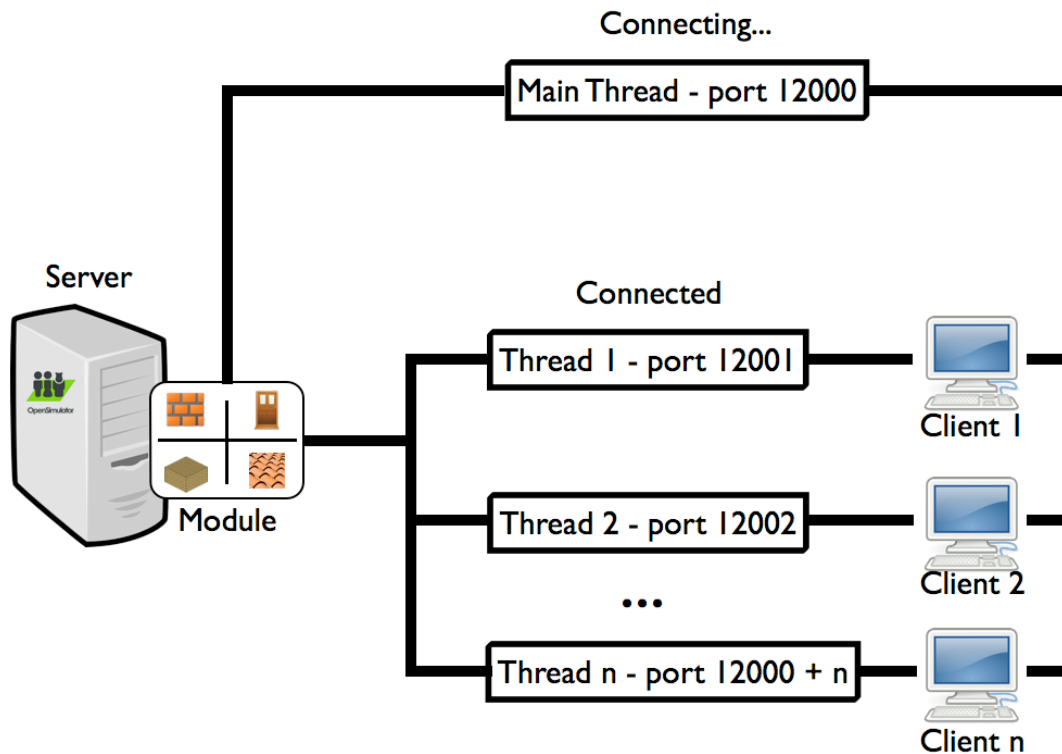 Connecting...
Main Thread - port 12000
Server
OpenSimulator
Module
Connected
Thread 1 - port 12001
Client 1
Thread 2 - port 12002
Client 2
...
Thread n - port 12000 + n
Client n